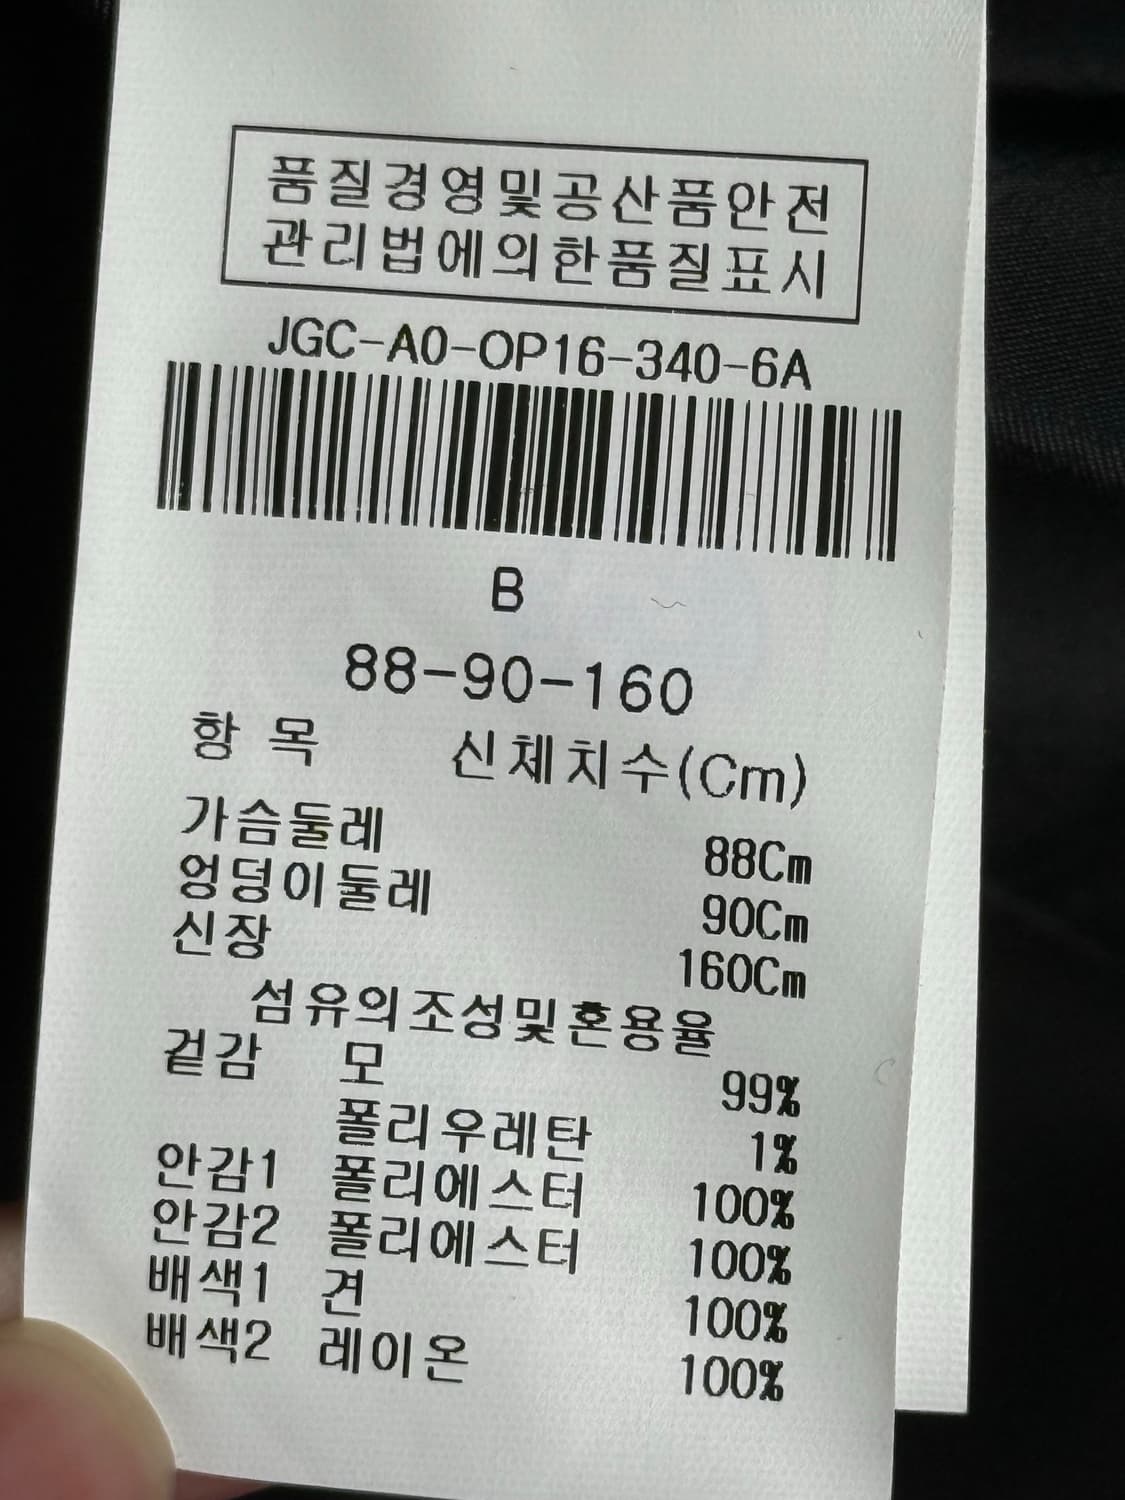 품질경영및공산품안전
관리법에의한품질표시
JGC-A0-OP16-340-6A
B
88-90-160
항 목 신체치수(Cm)
가슴둘레 88Cm
엉덩이둘레 90Cm
신장 160Cm
섬유의조성및혼용율
겉감 모 99%
폴리우레탄 1%
안감1 폴리에스터 100%
안감2 폴리에스터 100%
배색1 견 100%
배색2 레이온 100%